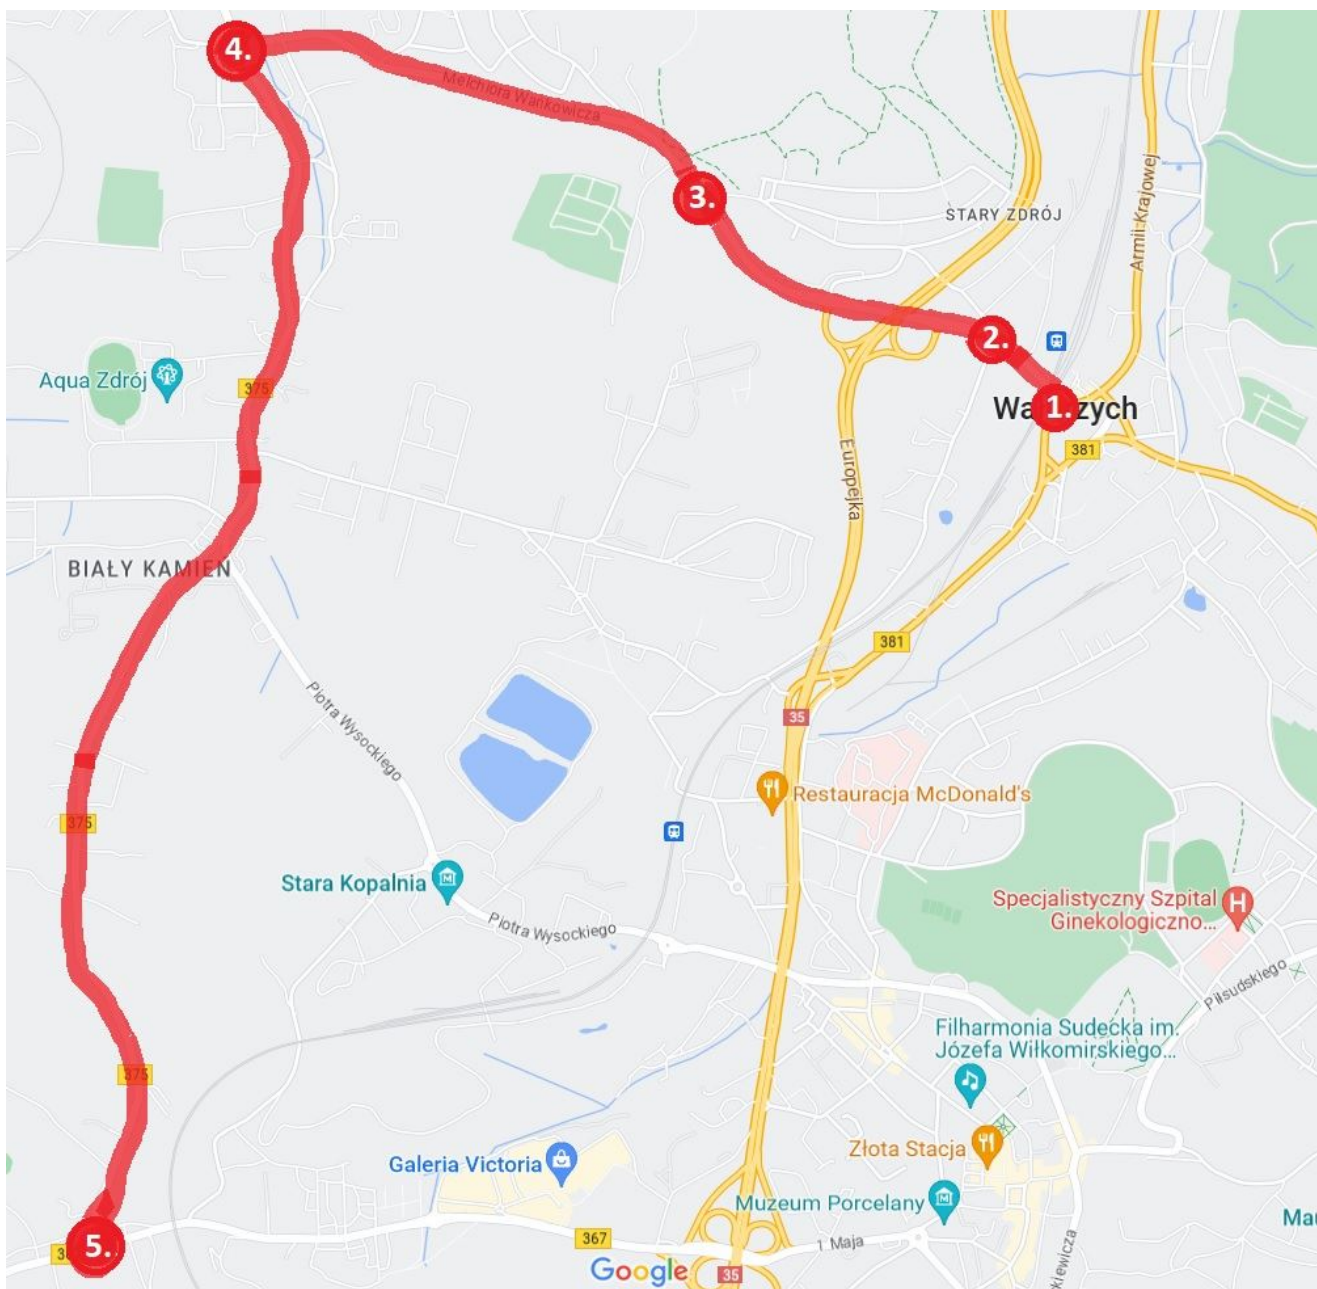 4.
Melchiora Wańkowicza
3.
STARY ZDRÓJ
Armii Krajowej
2.
Aqua Zdrój
375
1.
381
Europejka
BIAŁY KAMIEŃ
381
Piotra Wysockiego
35
Restauracja McDonald's
375
Stara Kopalnia
Specjalistyczny Szpital
Ginekologiczno...
Piotra Wysockiego
Piłsudskiego
Filharmonia Sudecka im.
Józefa Wiłkomirskiego...
375
Złota Stacja
Galeria Victoria
Muzeum Porcelany
5.
367
1 Maja
Google
35